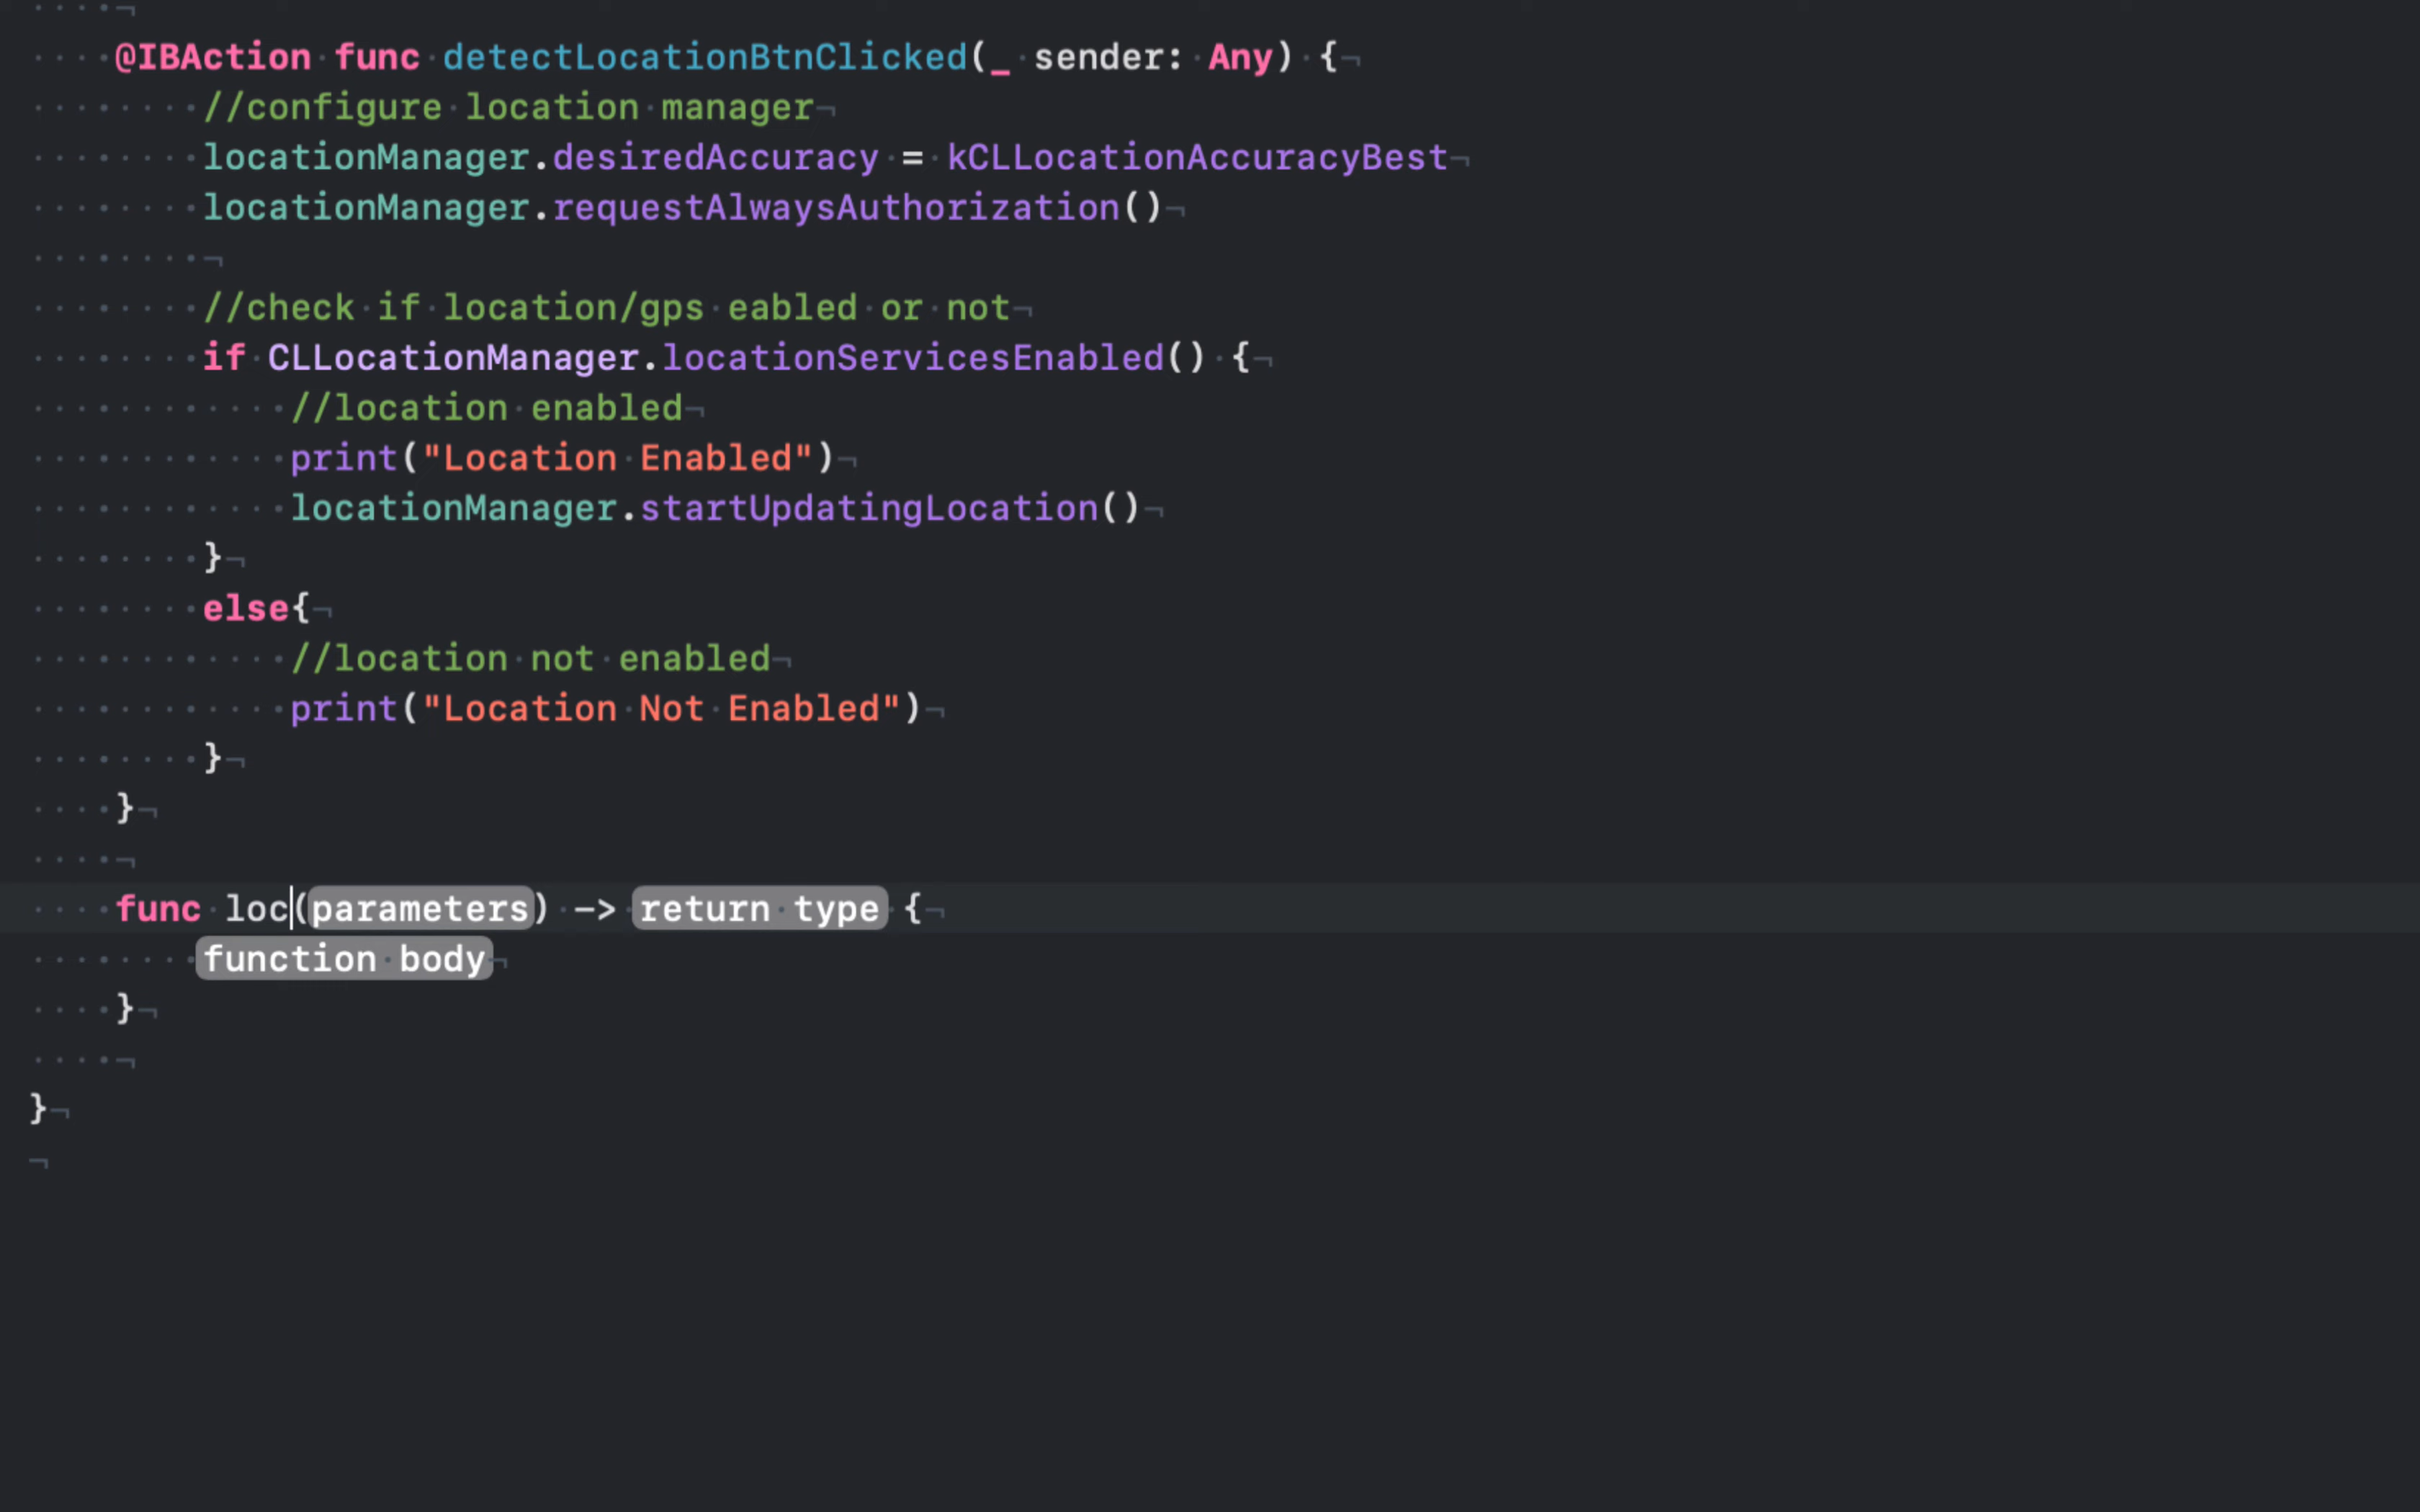 @IBAction func detectLocationBtnClicked(_ sender: Any) {
//configure location manager
locationManager.desiredAccuracy = kCLLocationAccuracyBest
locationManager.requestAlwaysAuthorization()
//check if location/gps eabled or not
if CLLocationManager.locationServicesEnabled() {
//location enabled
print("Location Enabled")
locationManager.startUpdatingLocation()
}
else{
//location not enabled
print("Location Not Enabled")
}
}
func loc(parameters) -> return type {
function body
}
}